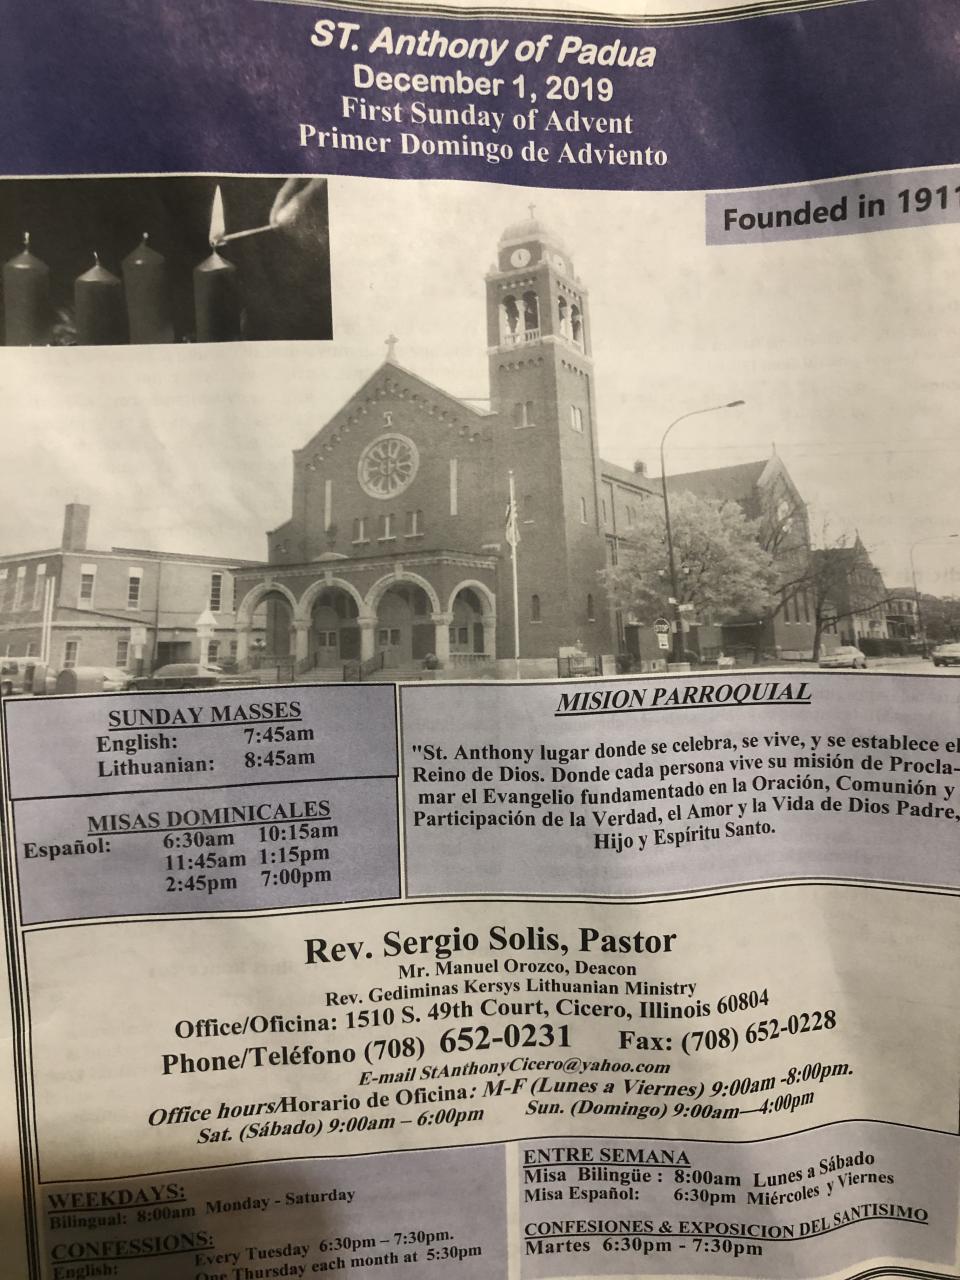 ST. Anthony of Padua
December 1, 2019
First Sunday of Advent
Primer Domingo de Adviento
Founded in 1911
STOP
SUNDAY MASSES
English: 7:45am
Lithuanian: 8:45am
MISAS DOMINICALES
Español: 6:30am 10:15am
11:45am 1:15pm
2:45pm 7:00pm
MISION PARROQUIAL
"St. Anthony lugar donde se celebra, se vive, y se establece el
Reino de Dios. Donde cada persona vive su misión de Procla-
mar el Evangelio fundamentado en la Oración, Comunión y
Participación de la Verdad, el Amor y la Vida de Dios Padre,
Hijo y Espíritu Santo.
Rev. Sergio Solis, Pastor
Mr. Manuel Orozco, Deacon
Rev. Gediminas Kersys Lithuanian Ministry
Office/Oficina: 1510 S. 49th Court, Cicero, Illinois 60804
Phone/Teléfono (708) 652-0231 Fax: (708) 652-0228
E-mail StAnthonyCicero@yahoo.com
Office hours/Horario de Oficina: M-F (Lunes a Viernes) 9:00am -8:00pm.
Sat. (Sábado) 9:00am – 6:00pm Sun. (Domingo) 9:00am—4:00pm
WEEKDAYS:
Bilingual: 8:00am Monday - Saturday
CONFESSIONS:
English: Every Tuesday 6:30pm – 7:30pm.
One Thursday each month at 5:30pm
ENTRE SEMANA
Misa Bilingüe : 8:00am Lunes a Sábado
Misa Español: 6:30pm Miércoles y Viernes
CONFESIONES & EXPOSICION DEL SANTISIMO
Martes 6:30pm - 7:30pm